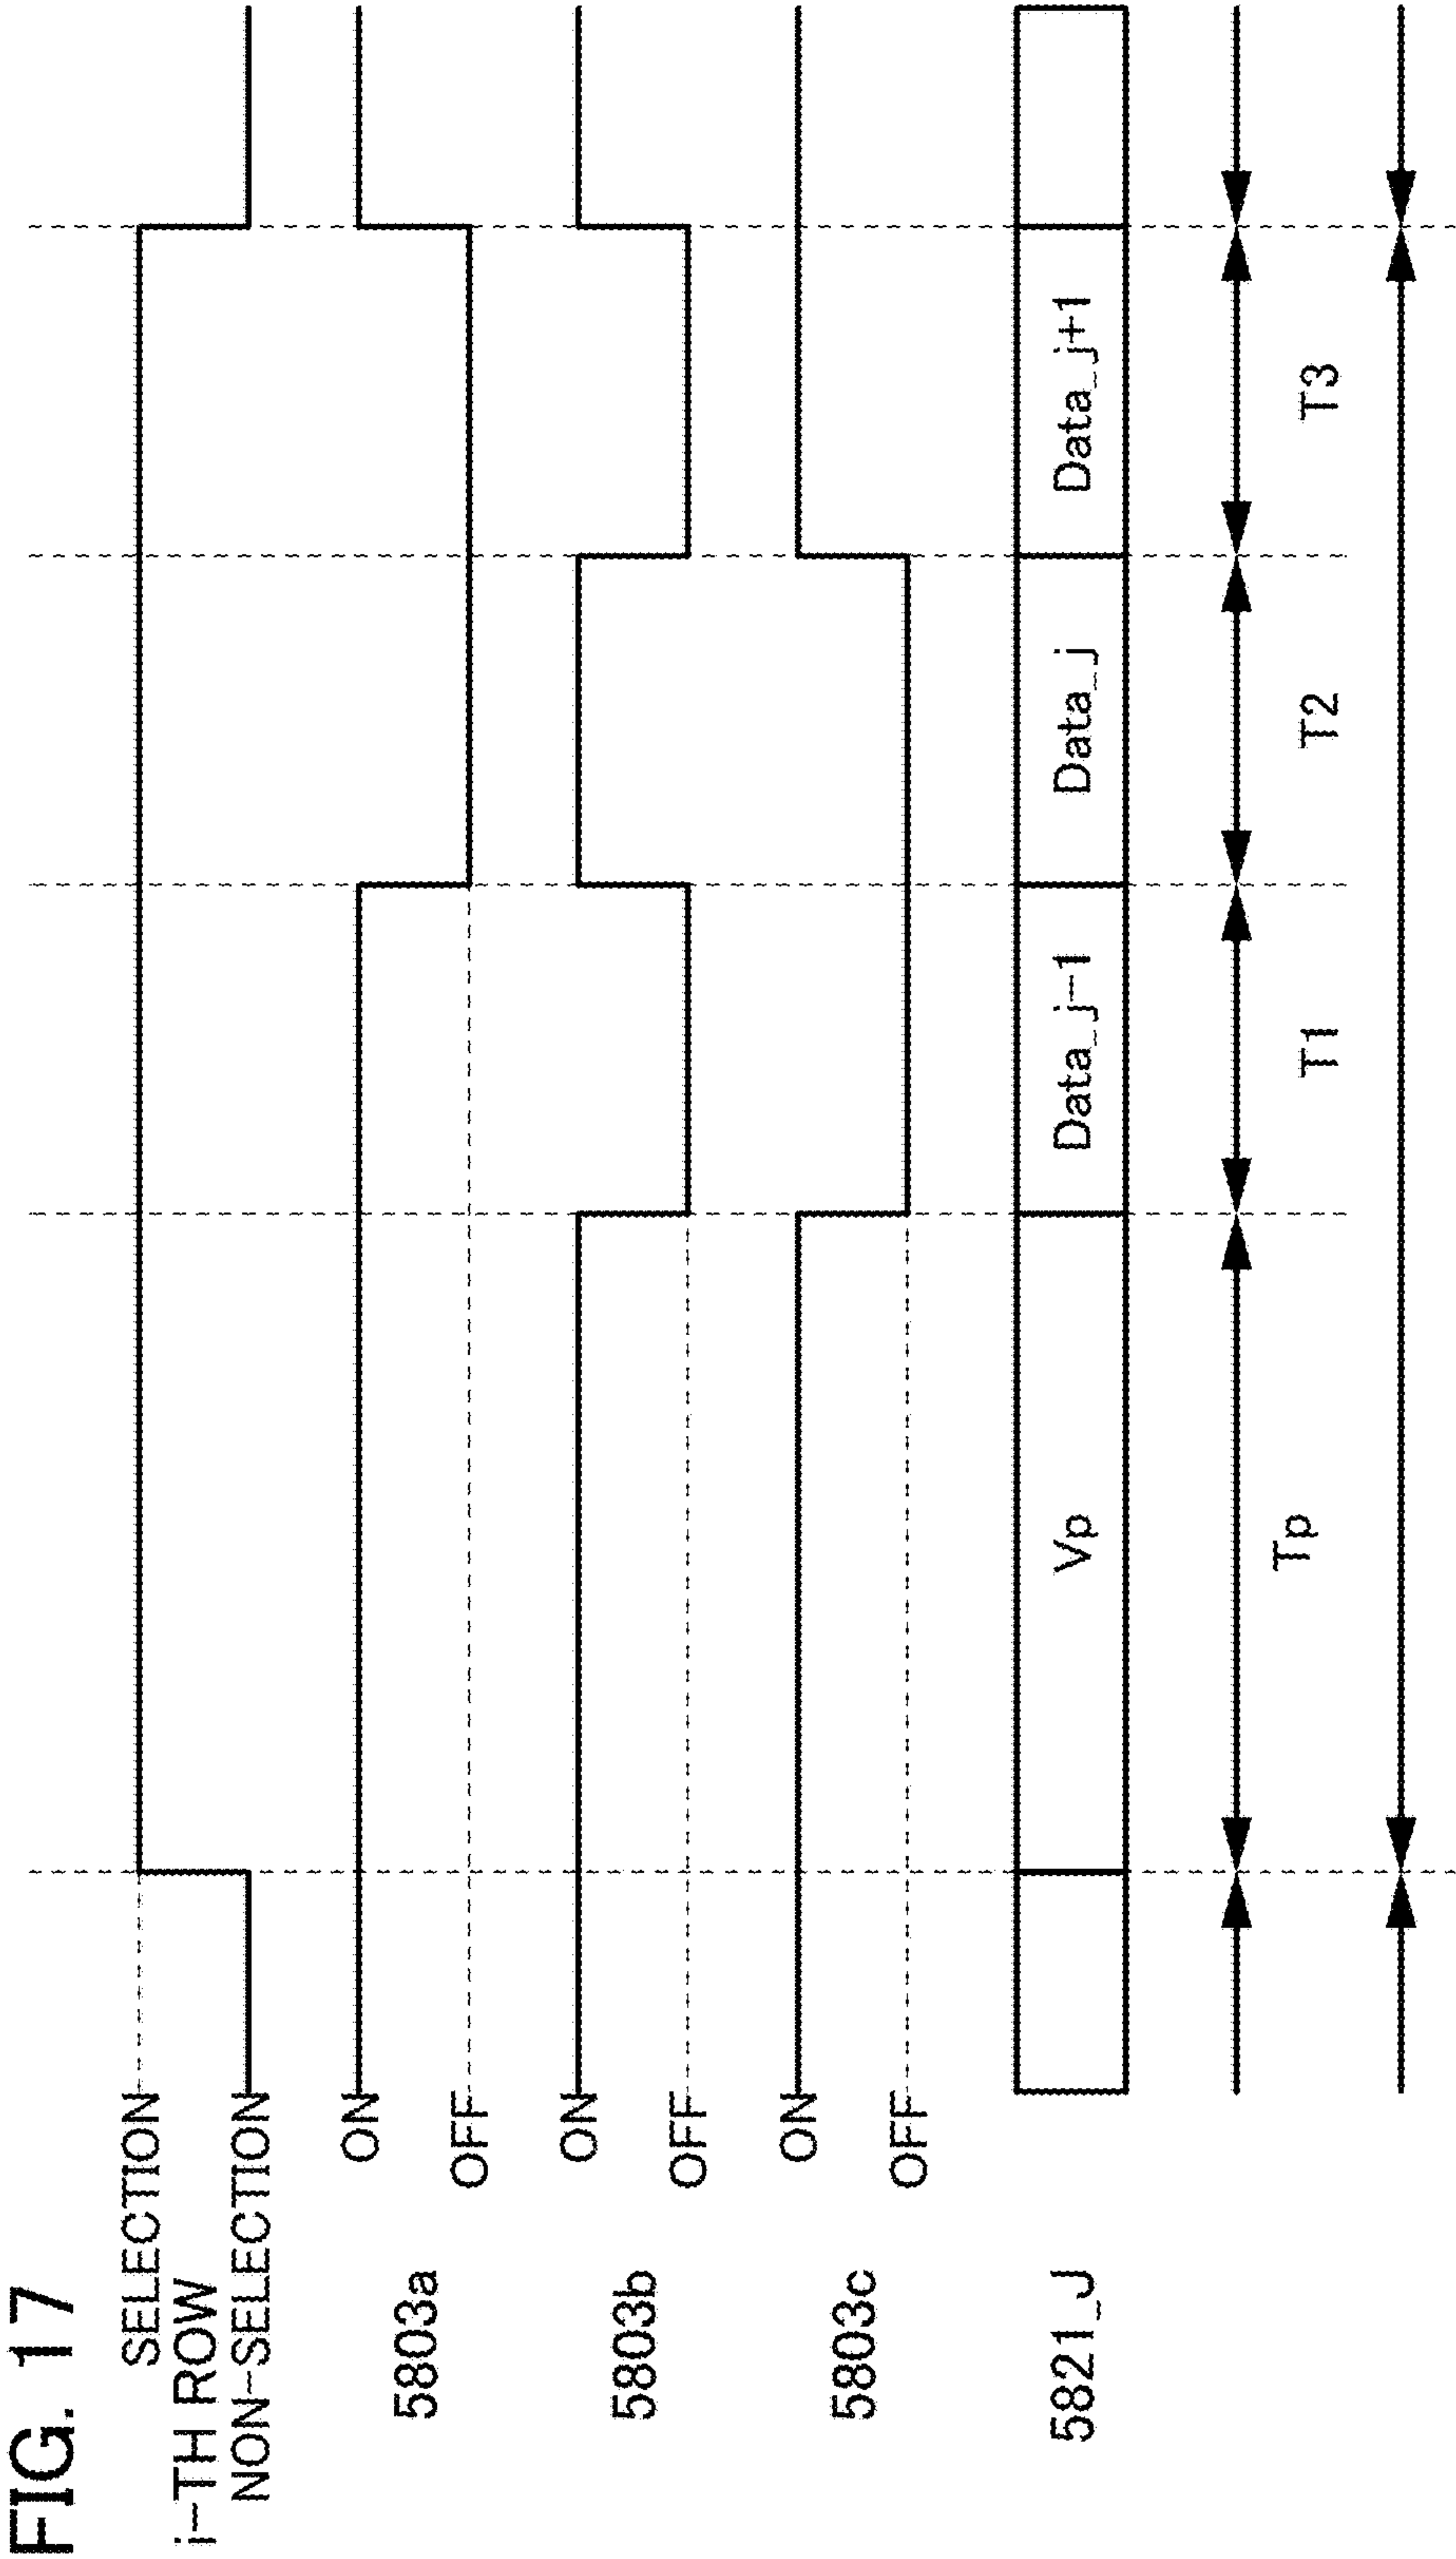 FIG. 17
SELECTION
i-TH ROW
NON-SELECTION
ON
5803a
OFF
ON
5803b
OFF
ON
5803c
OFF
5821_J
Vp
Data_j-1
Data_j
Data_j+1
Tp
T1
T2
T3